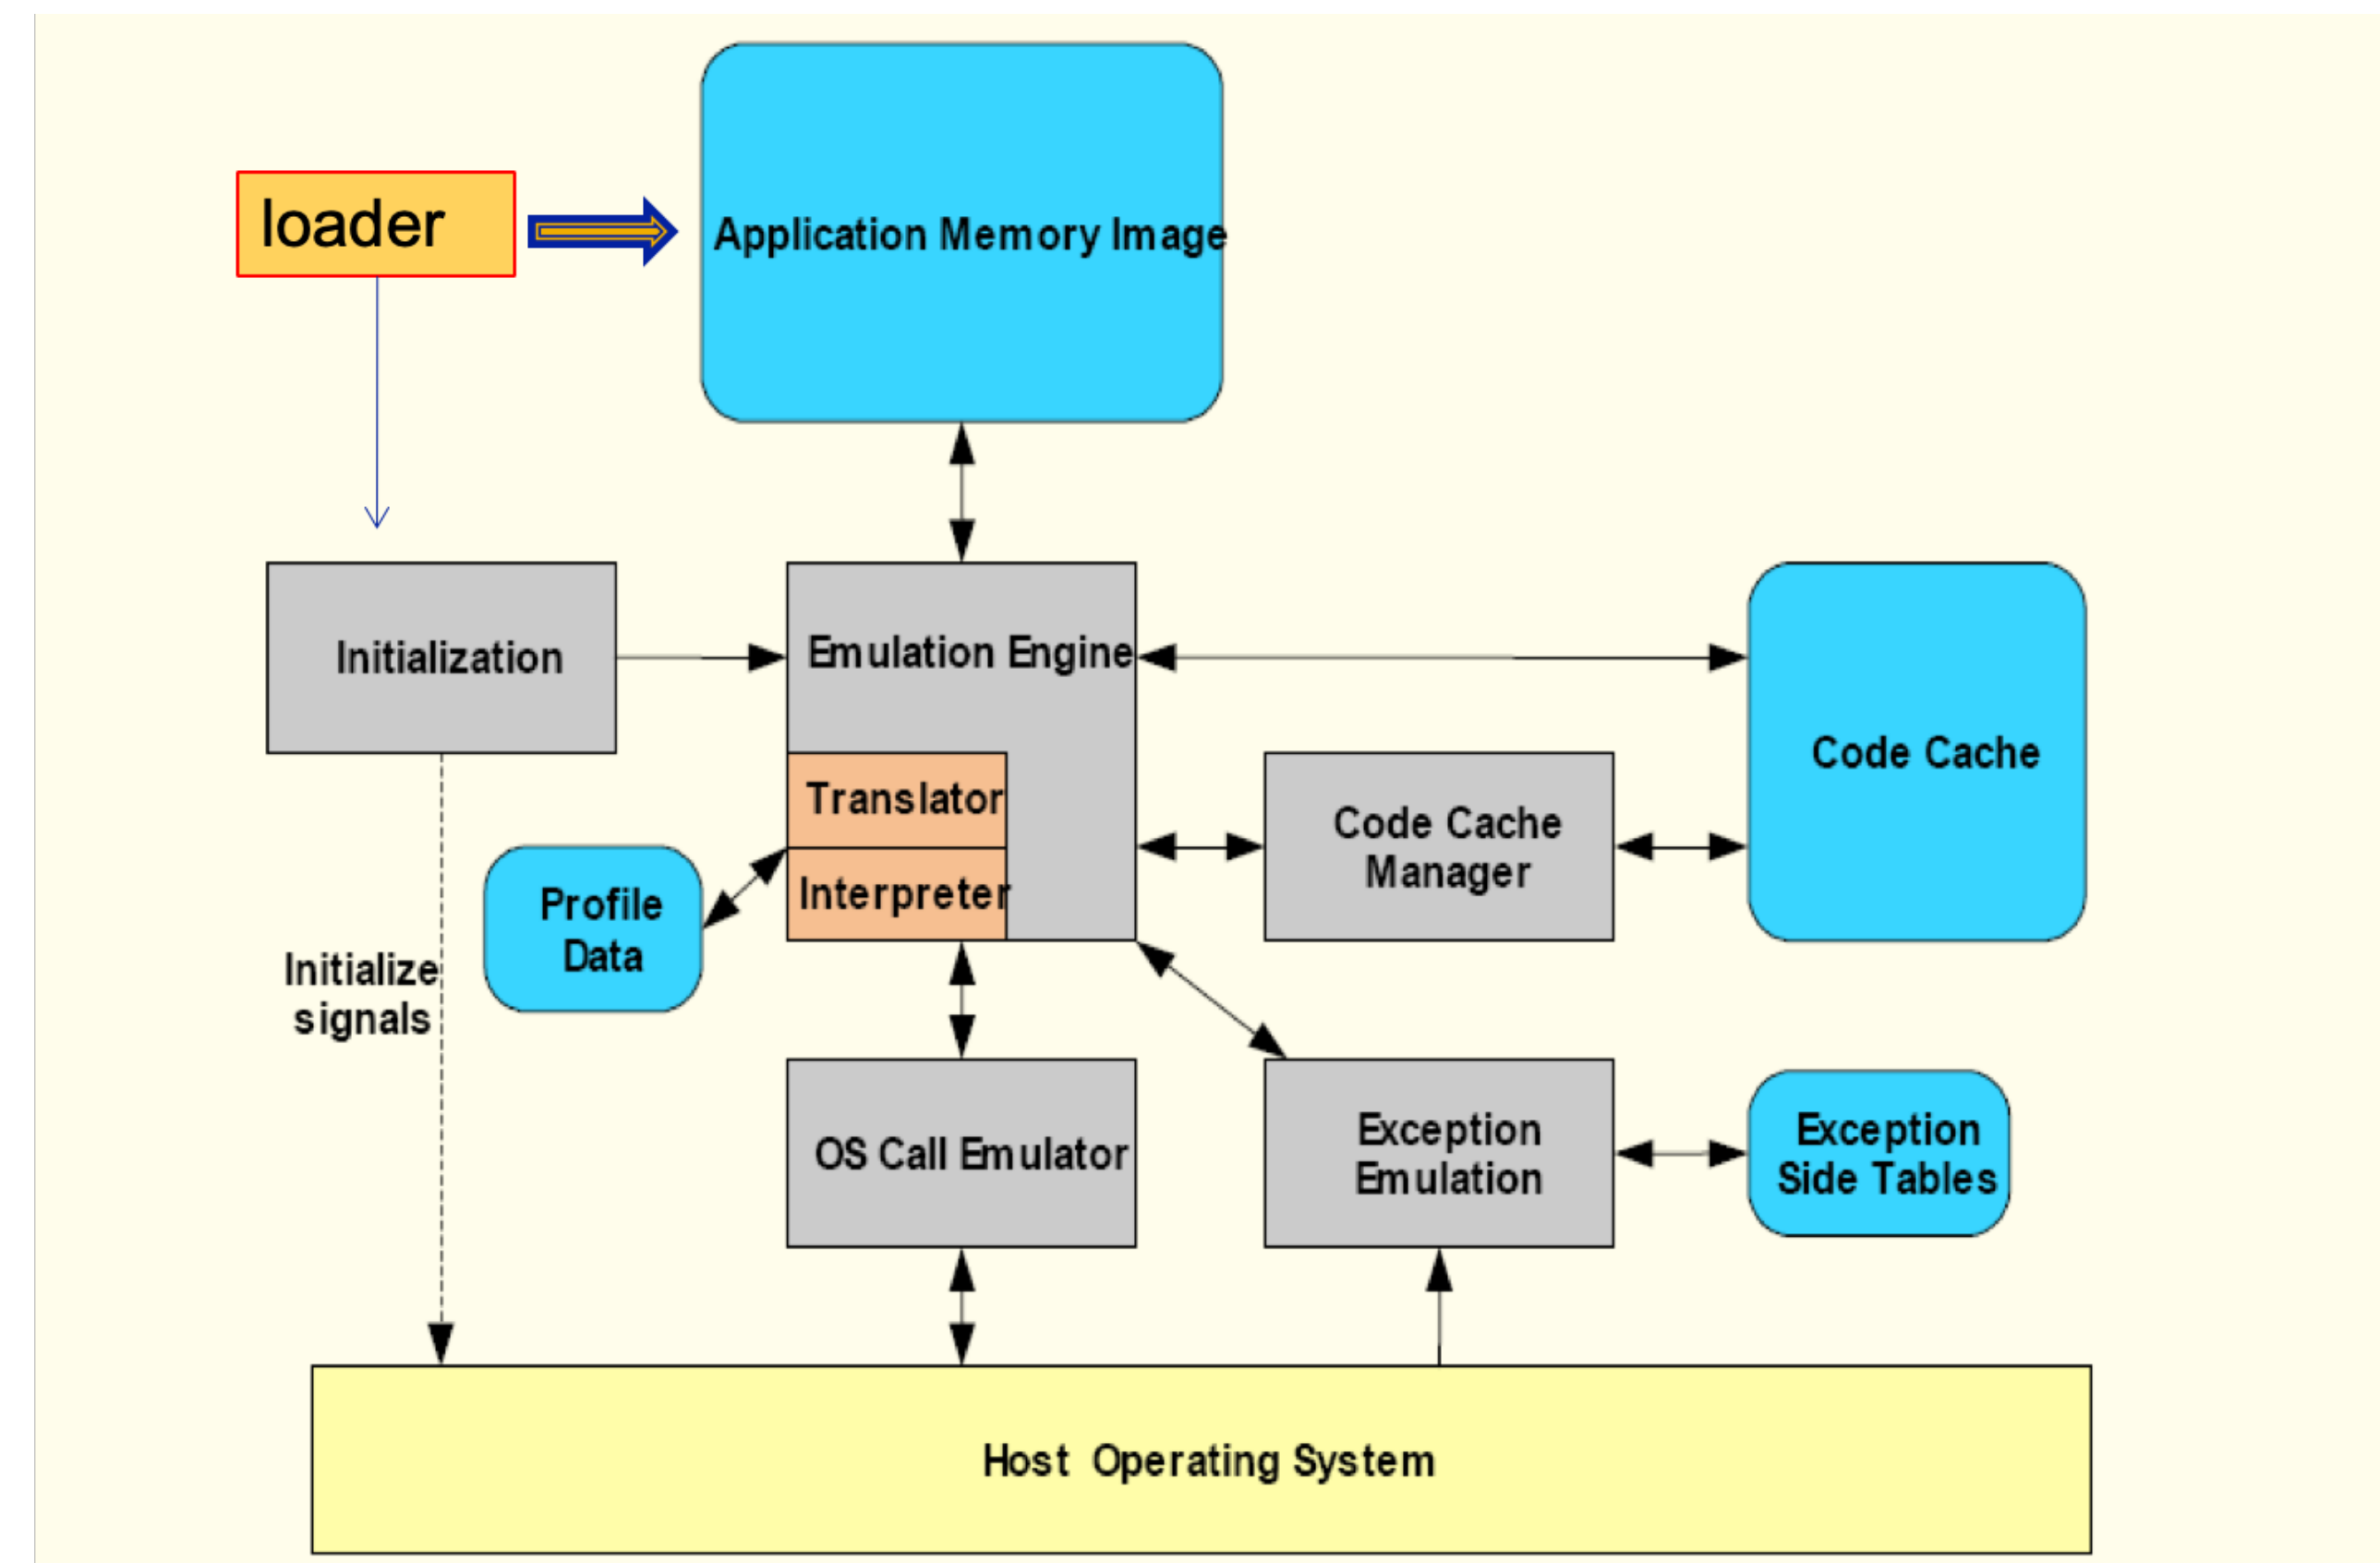 Application Memory Image
loader
Initialization
Emulation Engine
Translator
Interpreter
Code Cache
Code Cache
Manager
Profile
Data
Initialize
signals
OS Call Emulator
Exception
Emulation
Exception
Side Tables
Host Operating System